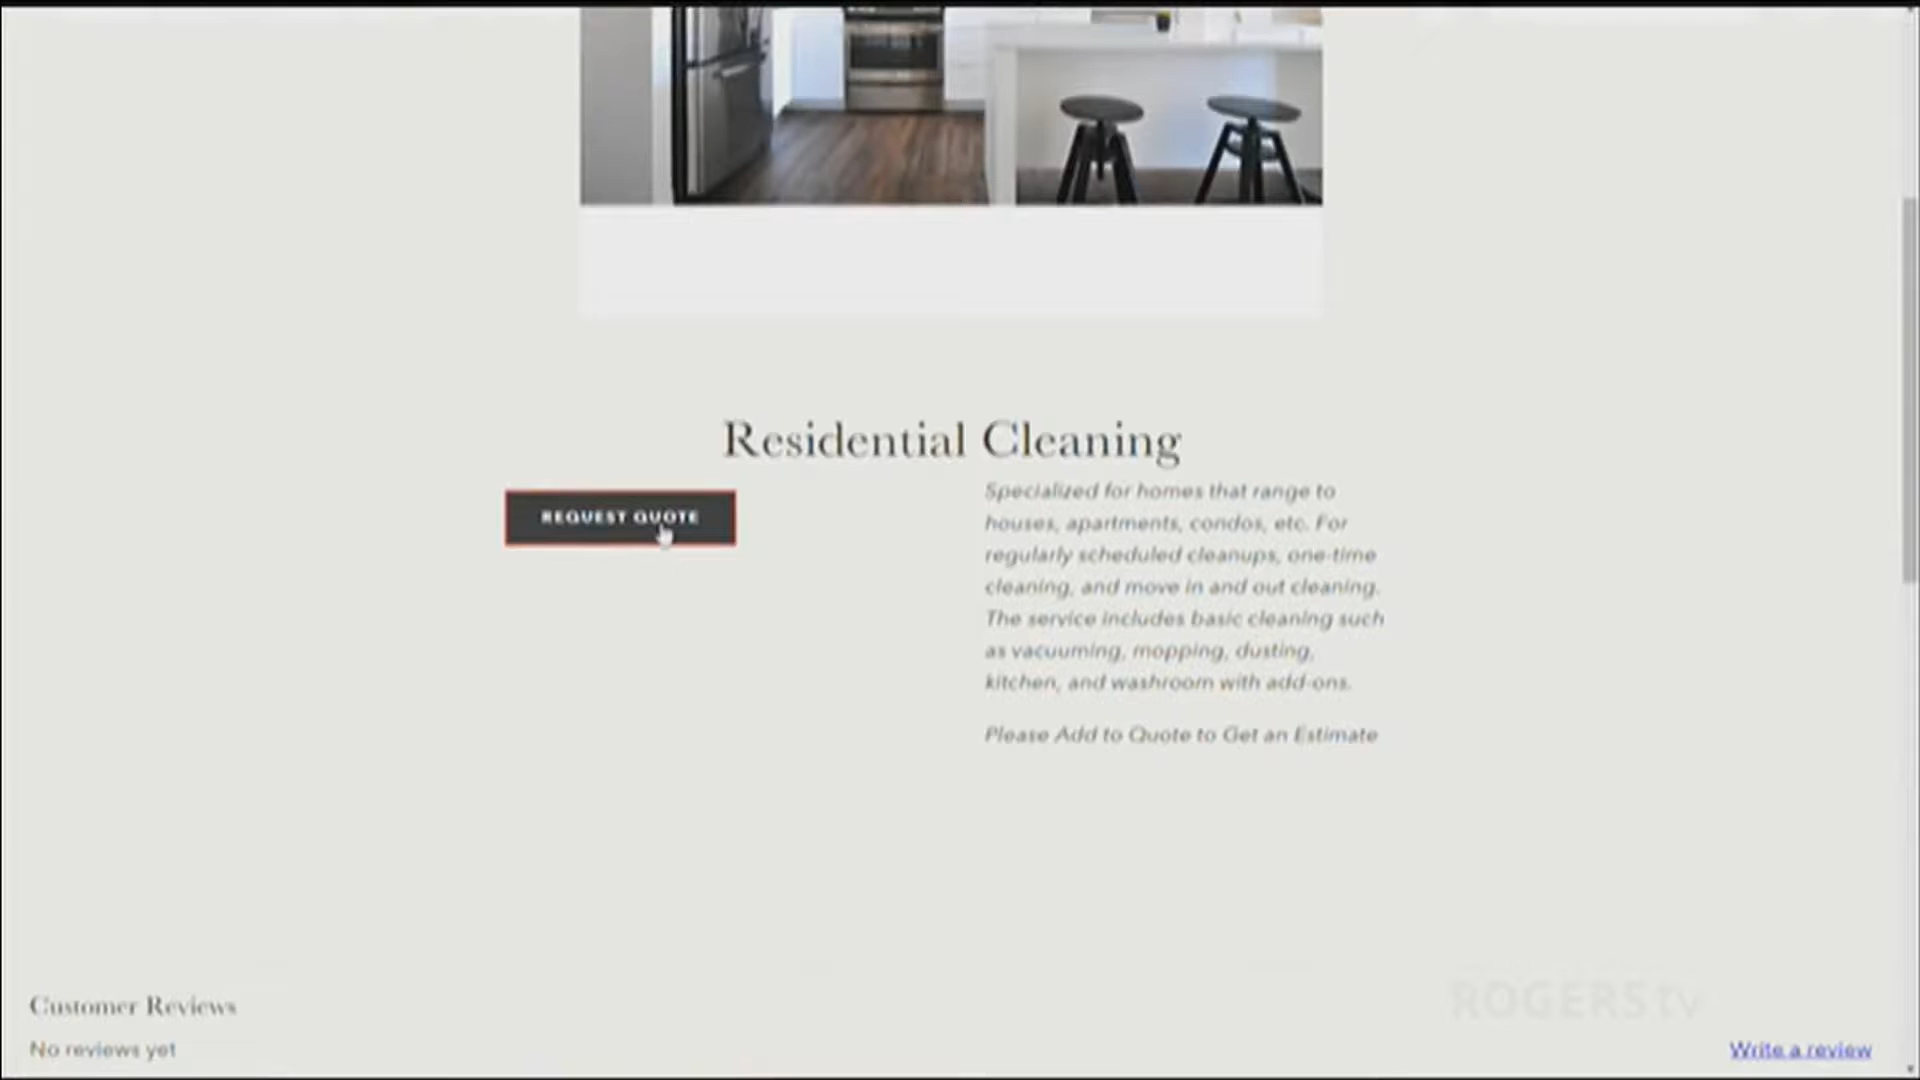 Residential Cleaning
REQUEST QUOTE
Specialized for homes that range to
houses, apartments, condos, etc. For
regularly scheduled cleanups, one-time
cleaning, and move in and out cleaning.
The service includes basic cleaning such
as vacuuming, mopping, dusting,
kitchen, and washroom with add-ons.
Please Add to Quote to Get an Estimate
Customer Reviews
No reviews yet
ROGERS tv
Write a review